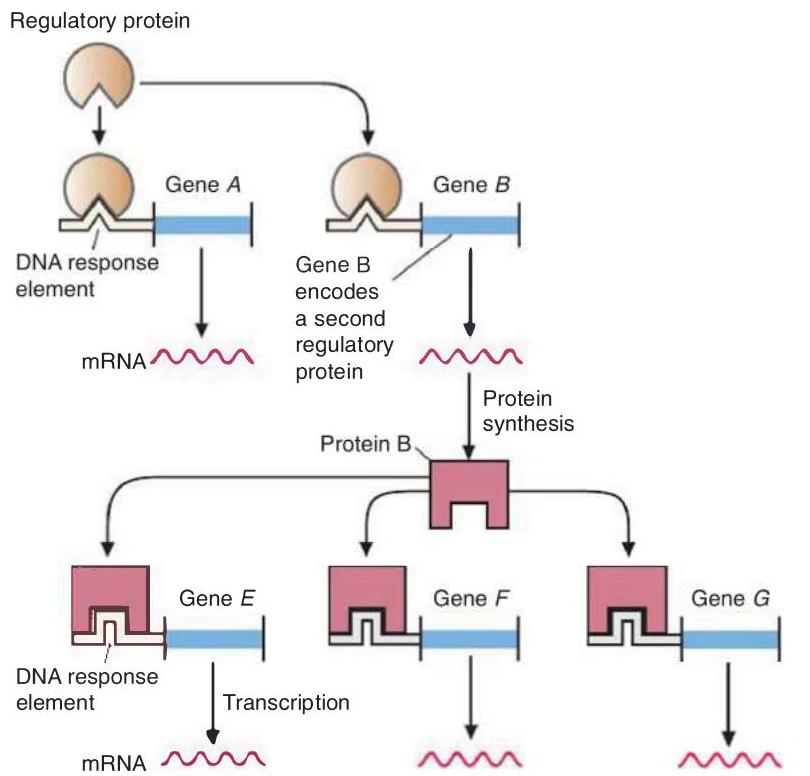 Regulatory protein
Gene A
Gene B
DNA response
element
Gene B
encodes
a second
regulatory
protein
mRNA
Protein
synthesis
Protein B
Gene E
Gene F
Gene G
DNA response
element
Transcription
mRNA